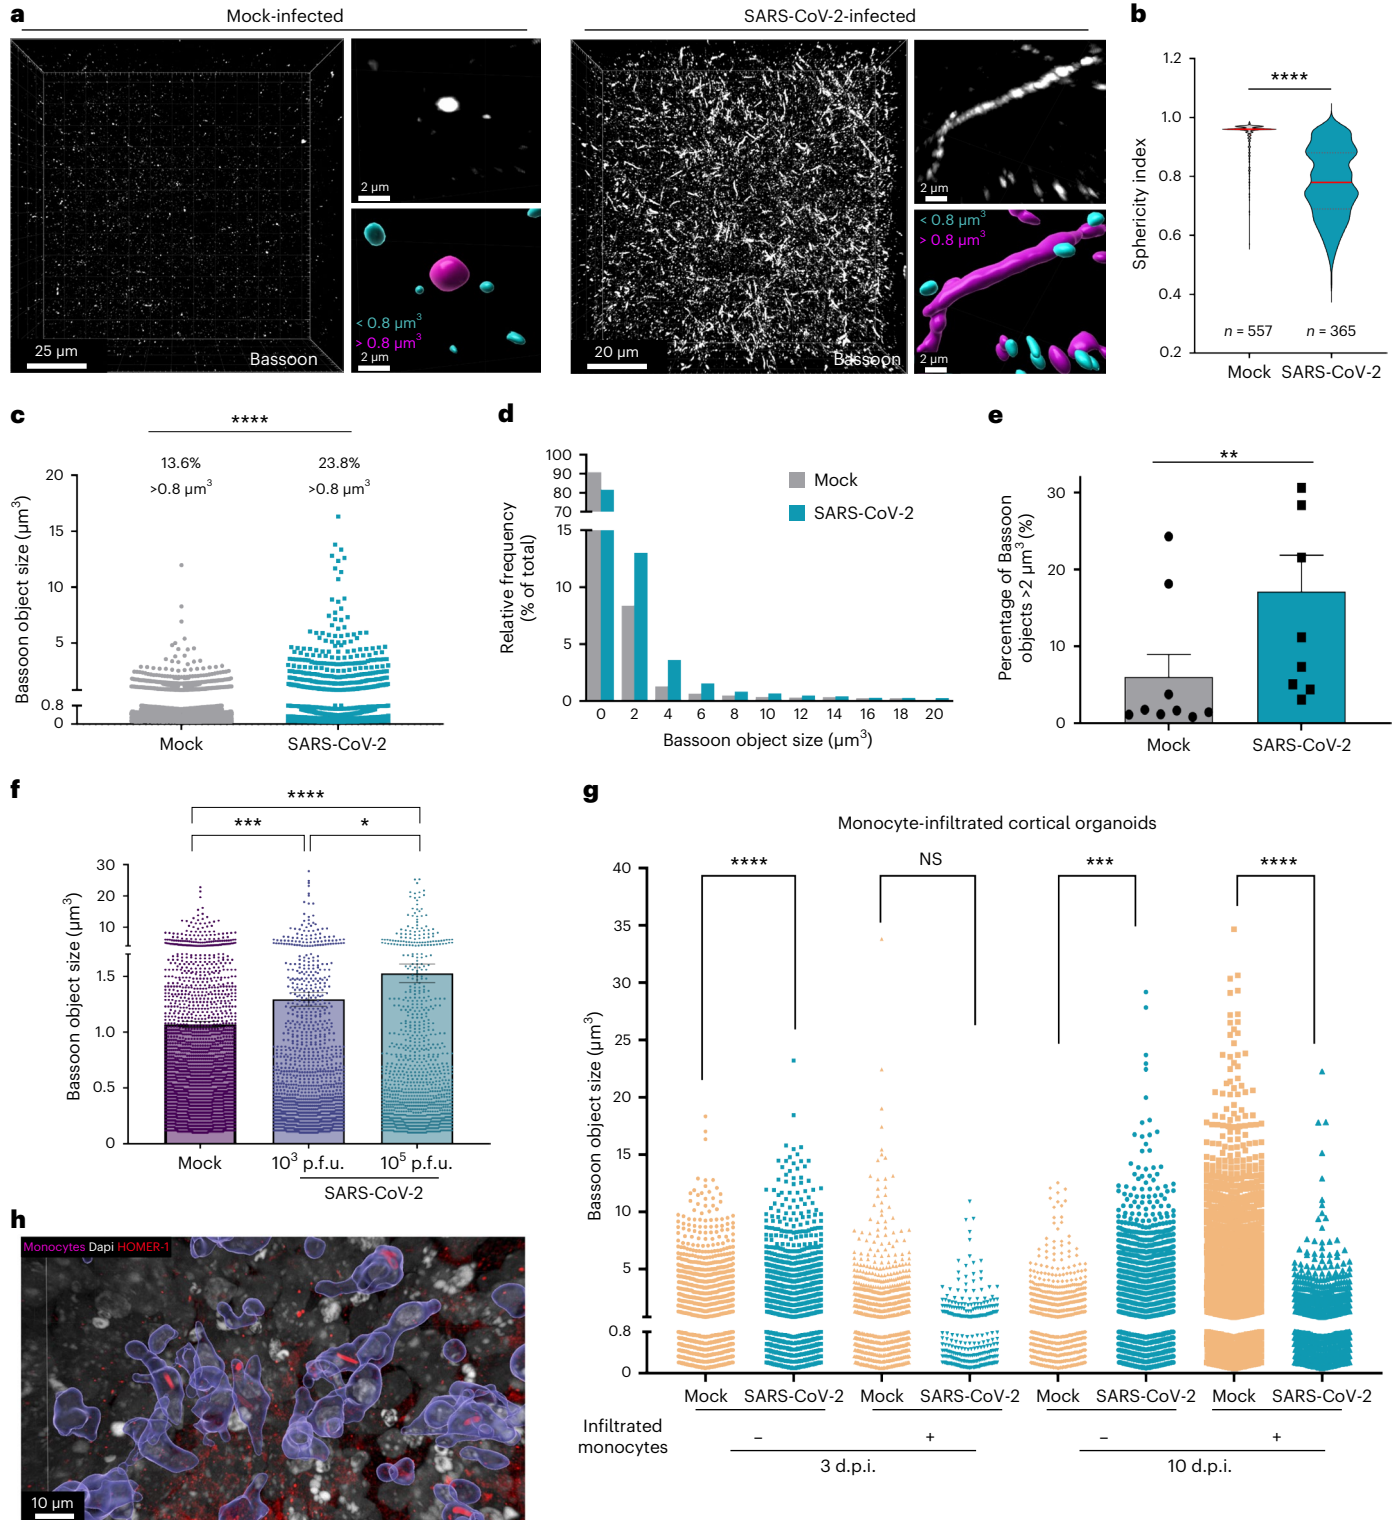 a
Mock-infected
SARS-CoV-2-infected
25 µm
Bassoon
2 µm
< 0.8 µm³
> 0.8 µm³
2 µm
20 µm
Bassoon
2 µm
< 0.8 µm³
> 0.8 µm³
2 µm
b
Sphericity index
1.2
1.0
0.8
0.6
0.4
0.2
****
n = 557
n = 365
Mock
SARS-CoV-2
c
****
13.6%
>0.8 µm³
23.8%
>0.8 µm³
Bassoon object size (µm³)
20
15
10
5
0.8
0
Mock
SARS-CoV-2
d
Relative frequency
(% of total)
100
90
80
70
15
10
5
0
Mock
SARS-CoV-2
0 2 4 6 8 10 12 14 16 18 20
Bassoon object size (µm³)
e
**
Percentage of Bassoon
objects >2 µm³ (%)
30
20
10
0
Mock
SARS-CoV-2
f
****
***
*
Bassoon object size (µm³)
30
20
10
1.5
1.0
0.5
0
Mock
10³ p.f.u.
10⁵ p.f.u.
SARS-CoV-2
g
Monocyte-infiltrated cortical organoids
****
NS
***
****
Bassoon object size (µm³)
40
35
30
25
20
15
10
5
0.8
0
Mock SARS-CoV-2 Mock SARS-CoV-2 Mock SARS-CoV-2 Mock SARS-CoV-2
Infiltrated
monocytes
– + – +
3 d.p.i.
10 d.p.i.
h
Monocytes Dapi HOMER-1
10 µm